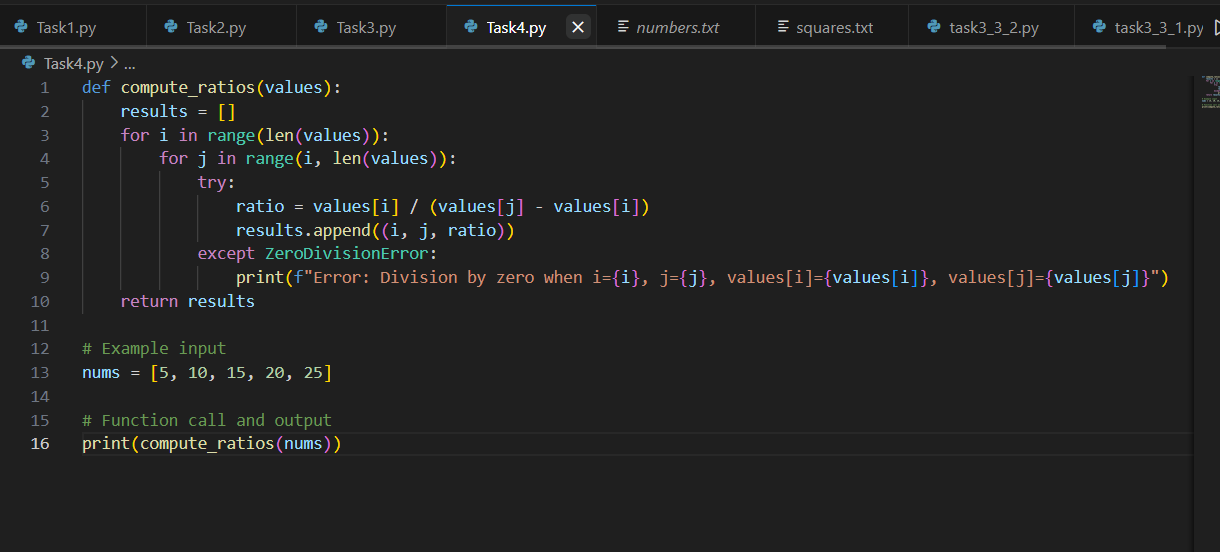 Task1.py Task2.py Task3.py Task4.py numbers.txt squares.txt task3_3_2.py task3_3_1.py
Task4.py > ...
1 def compute_ratios(values):
2     results = []
3     for i in range(len(values)):
4         for j in range(i, len(values)):
5             try:
6                 ratio = values[i] / (values[j] - values[i])
7                 results.append((i, j, ratio))
8             except ZeroDivisionError:
9                 print(f"Error: Division by zero when i={i}, j={j}, values[i]={values[i]}, values[j]={values[j]}")
10     return results
11
12 # Example input
13 nums = [5, 10, 15, 20, 25]
14
15 # Function call and output
16 print(compute_ratios(nums))